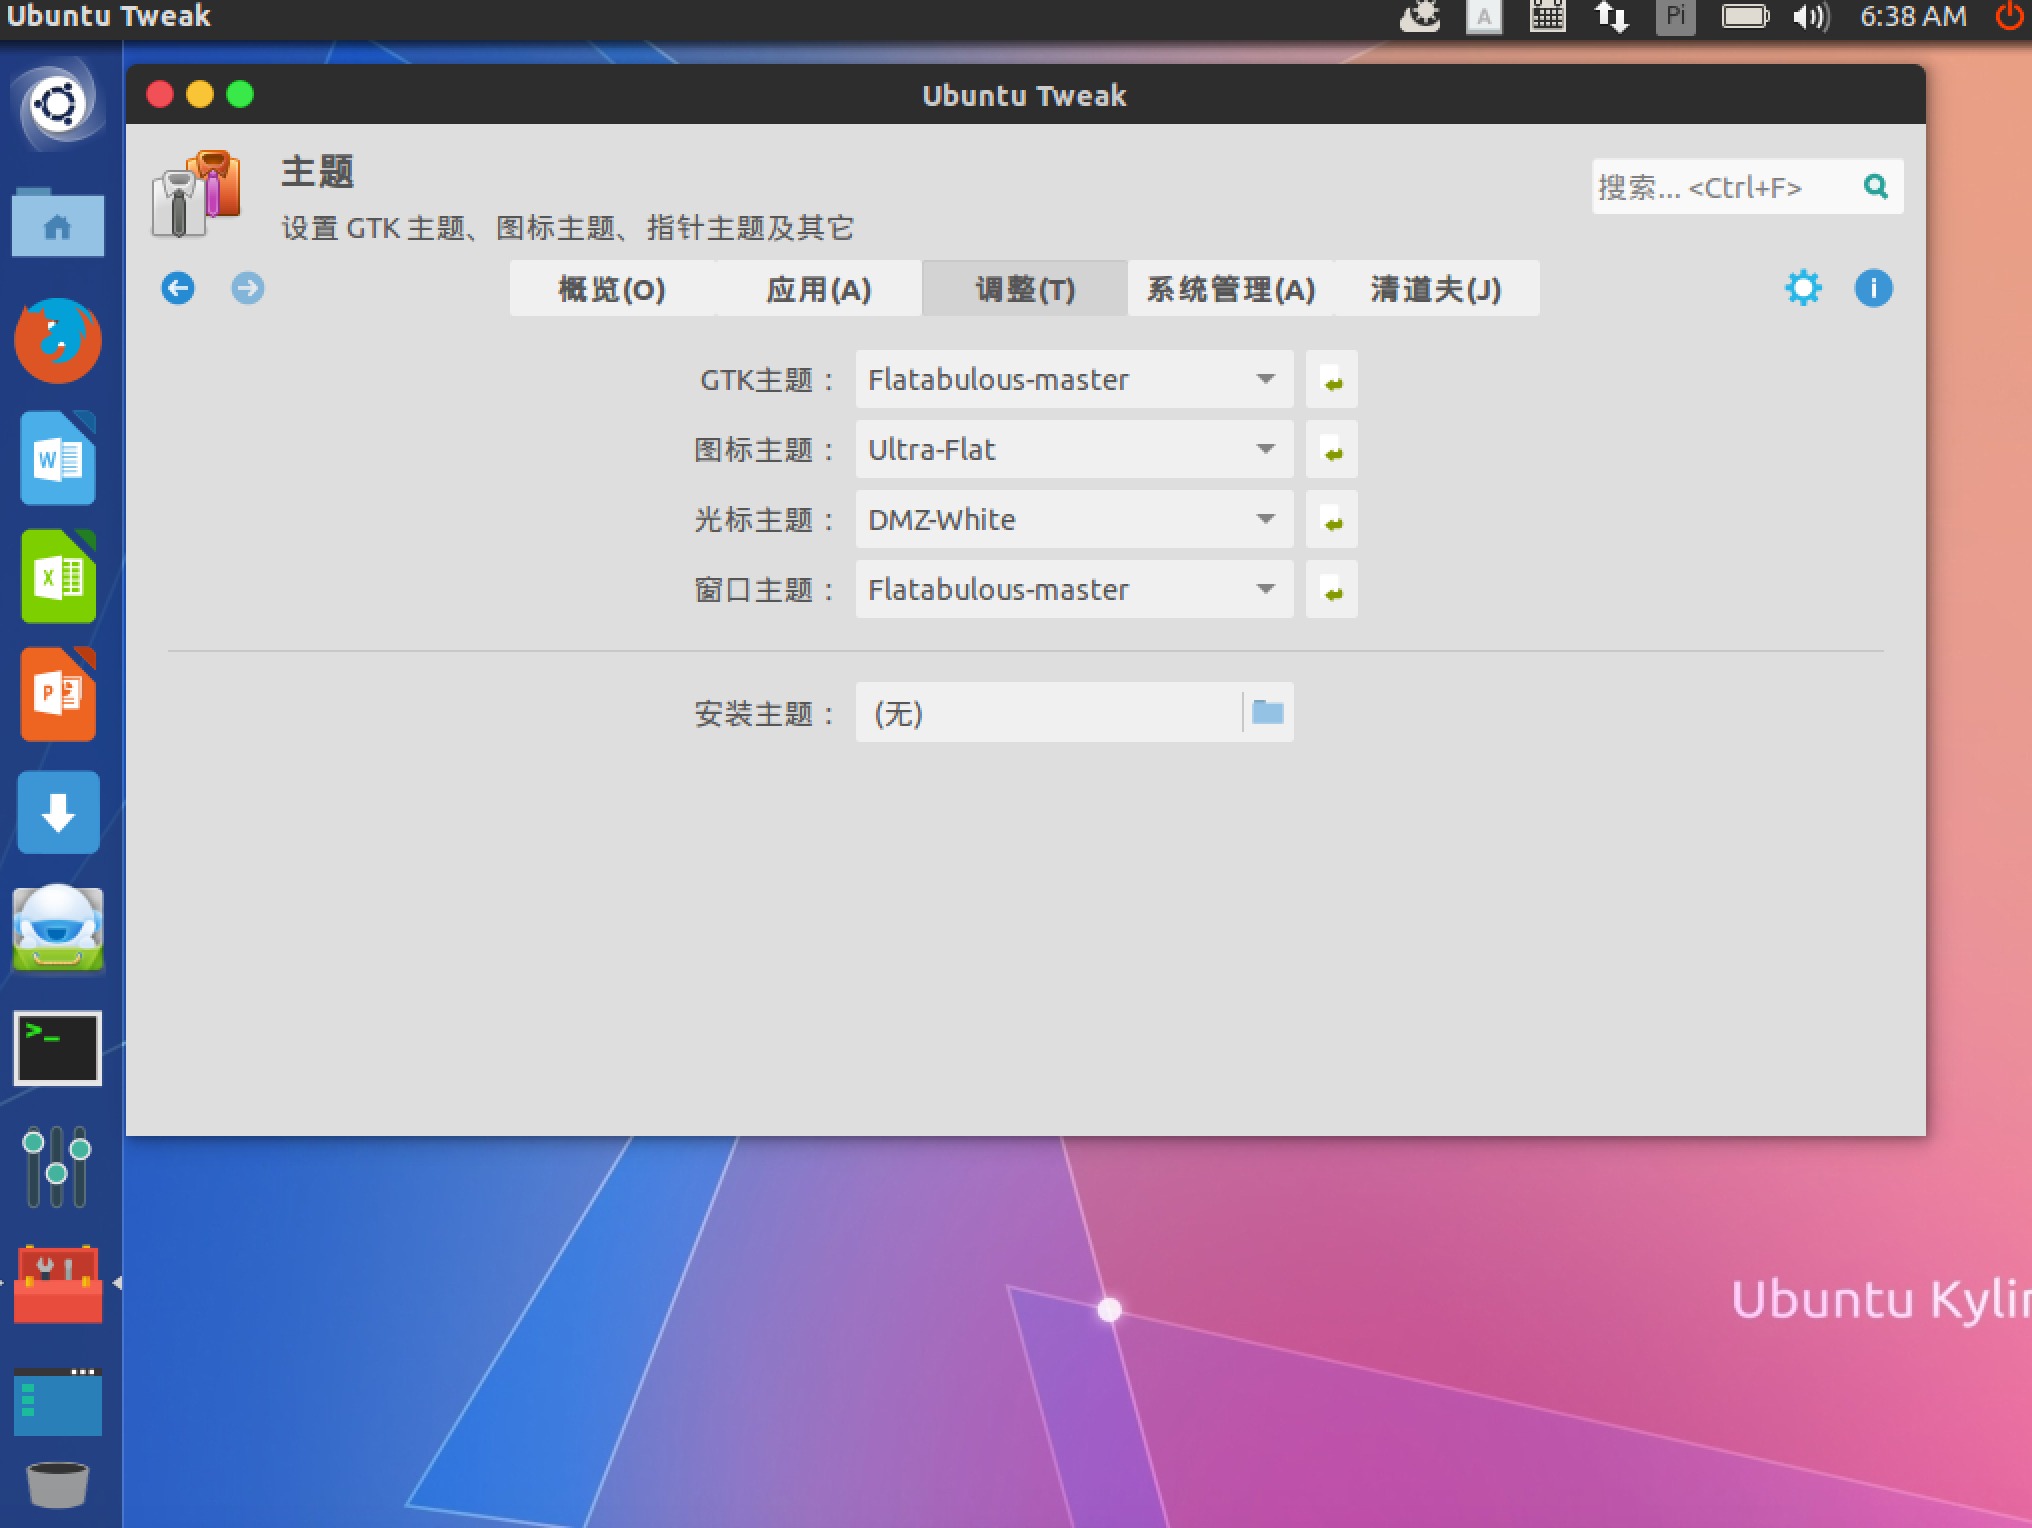 Ubuntu Tweak
A
Pi
6:38 AM
Ubuntu Tweak
主题
设置 GTK 主题、图标主题、指针主题及其它
搜索... <Ctrl+F>
概览(O)
应用(A)
调整(T)
系统管理(A)
清道夫(J)
GTK主题：
Flatabulous-master
图标主题：
Ultra-Flat
光标主题：
DMZ-White
窗口主题：
Flatabulous-master
安装主题：
(无)
W
X
P
>_
Ubuntu Kylin